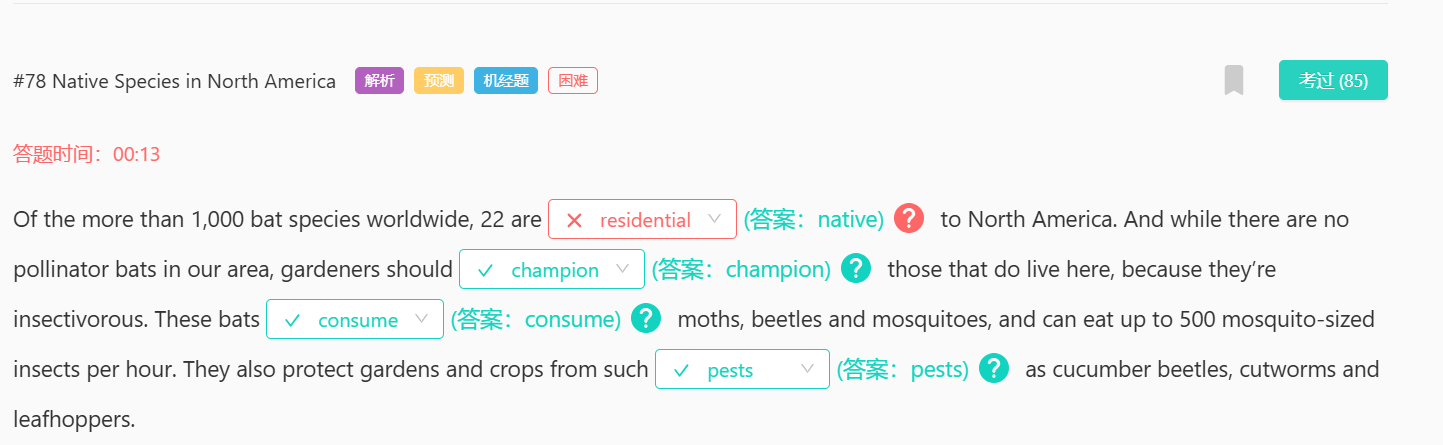 #78 Native Species in North America 解析 预测 机经题 困难 考过 (85)
答题时间：00:13
Of the more than 1,000 bat species worldwide, 22 are residential (答案：native) ? to North America. And while there are no
pollinator bats in our area, gardeners should champion (答案：champion) ? those that do live here, because they’re
insectivorous. These bats consume (答案：consume) ? moths, beetles and mosquitoes, and can eat up to 500 mosquito-sized
insects per hour. They also protect gardens and crops from such pests (答案：pests) ? as cucumber beetles, cutworms and
leafhoppers.